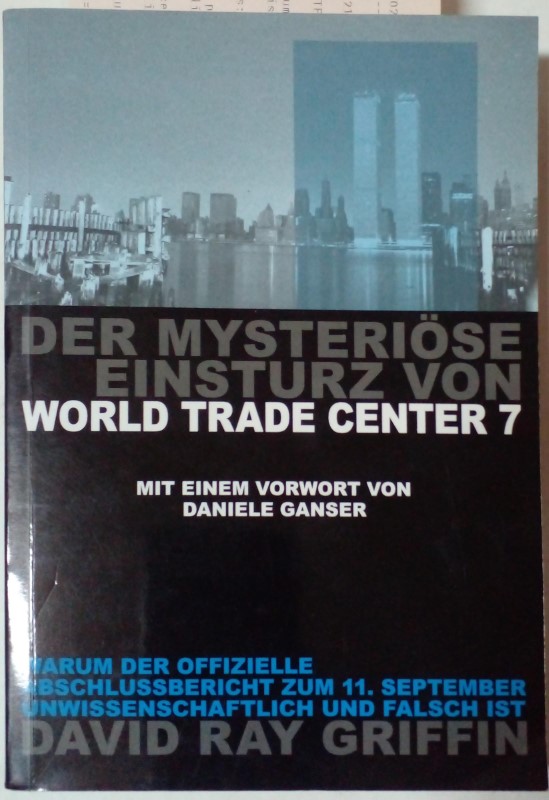 DER MYSTERIÖSE
EINSTURZ VON
WORLD TRADE CENTER 7
MIT EINEM VORWORT VON
DANIELE GANSER
WARUM DER OFFIZIELLE
ABSCHLUSSBERICHT ZUM 11. SEPTEMBER
UNWISSENSCHAFTLICH UND FALSCH IST
DAVID RAY GRIFFIN